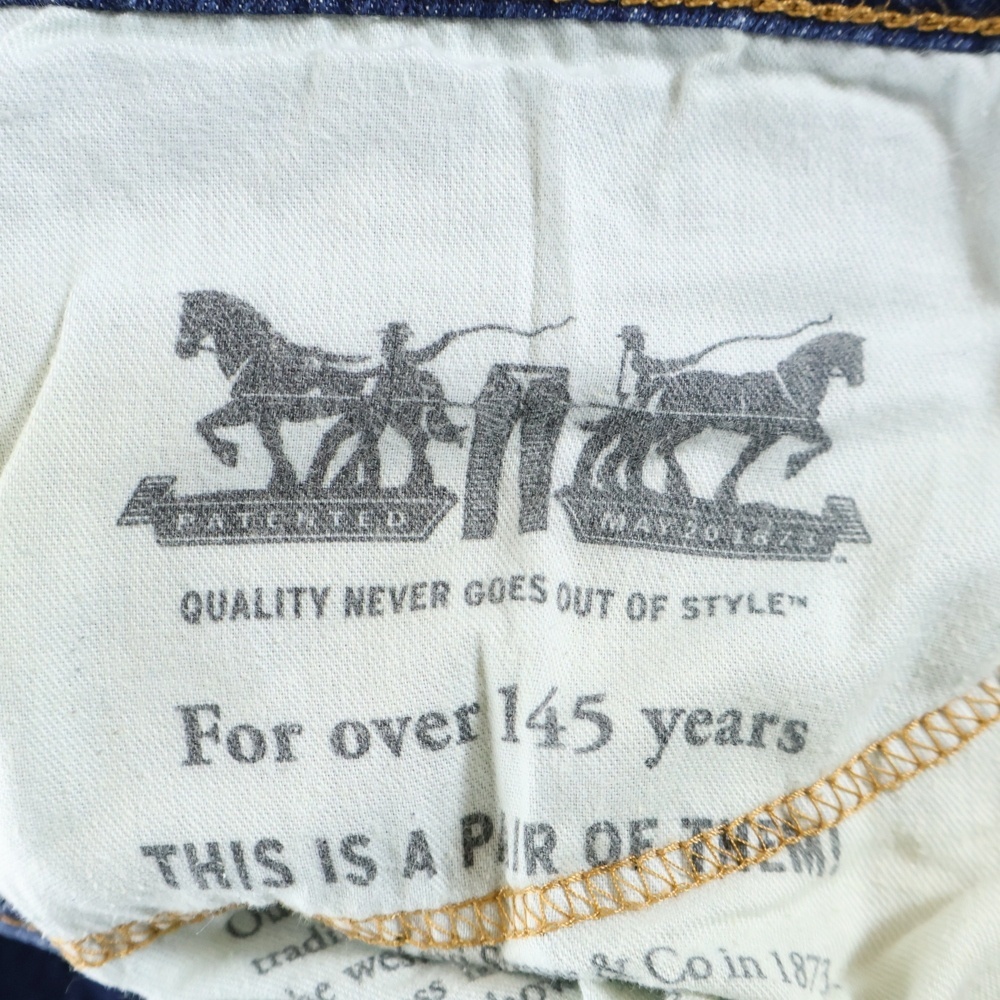 PATENTED
MAY 20 1873
QUALITY NEVER GOES OUT OF STYLE™
For over 145 years
THIS IS A PAIR OF THEM!
& Co in 1873